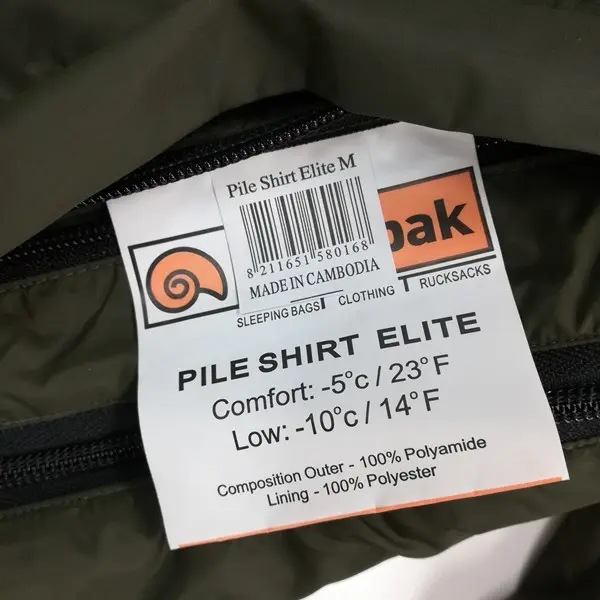 Pile Shirt Elite M
8 211651 580168
MADE IN CAMBODIA
pak
SLEEPING BAGS CLOTHING RUCKSACKS
PILE SHIRT ELITE
Comfort: -5°c / 23°F
Low: -10°c / 14°F
Composition Outer - 100% Polyamide
Lining - 100% Polyester